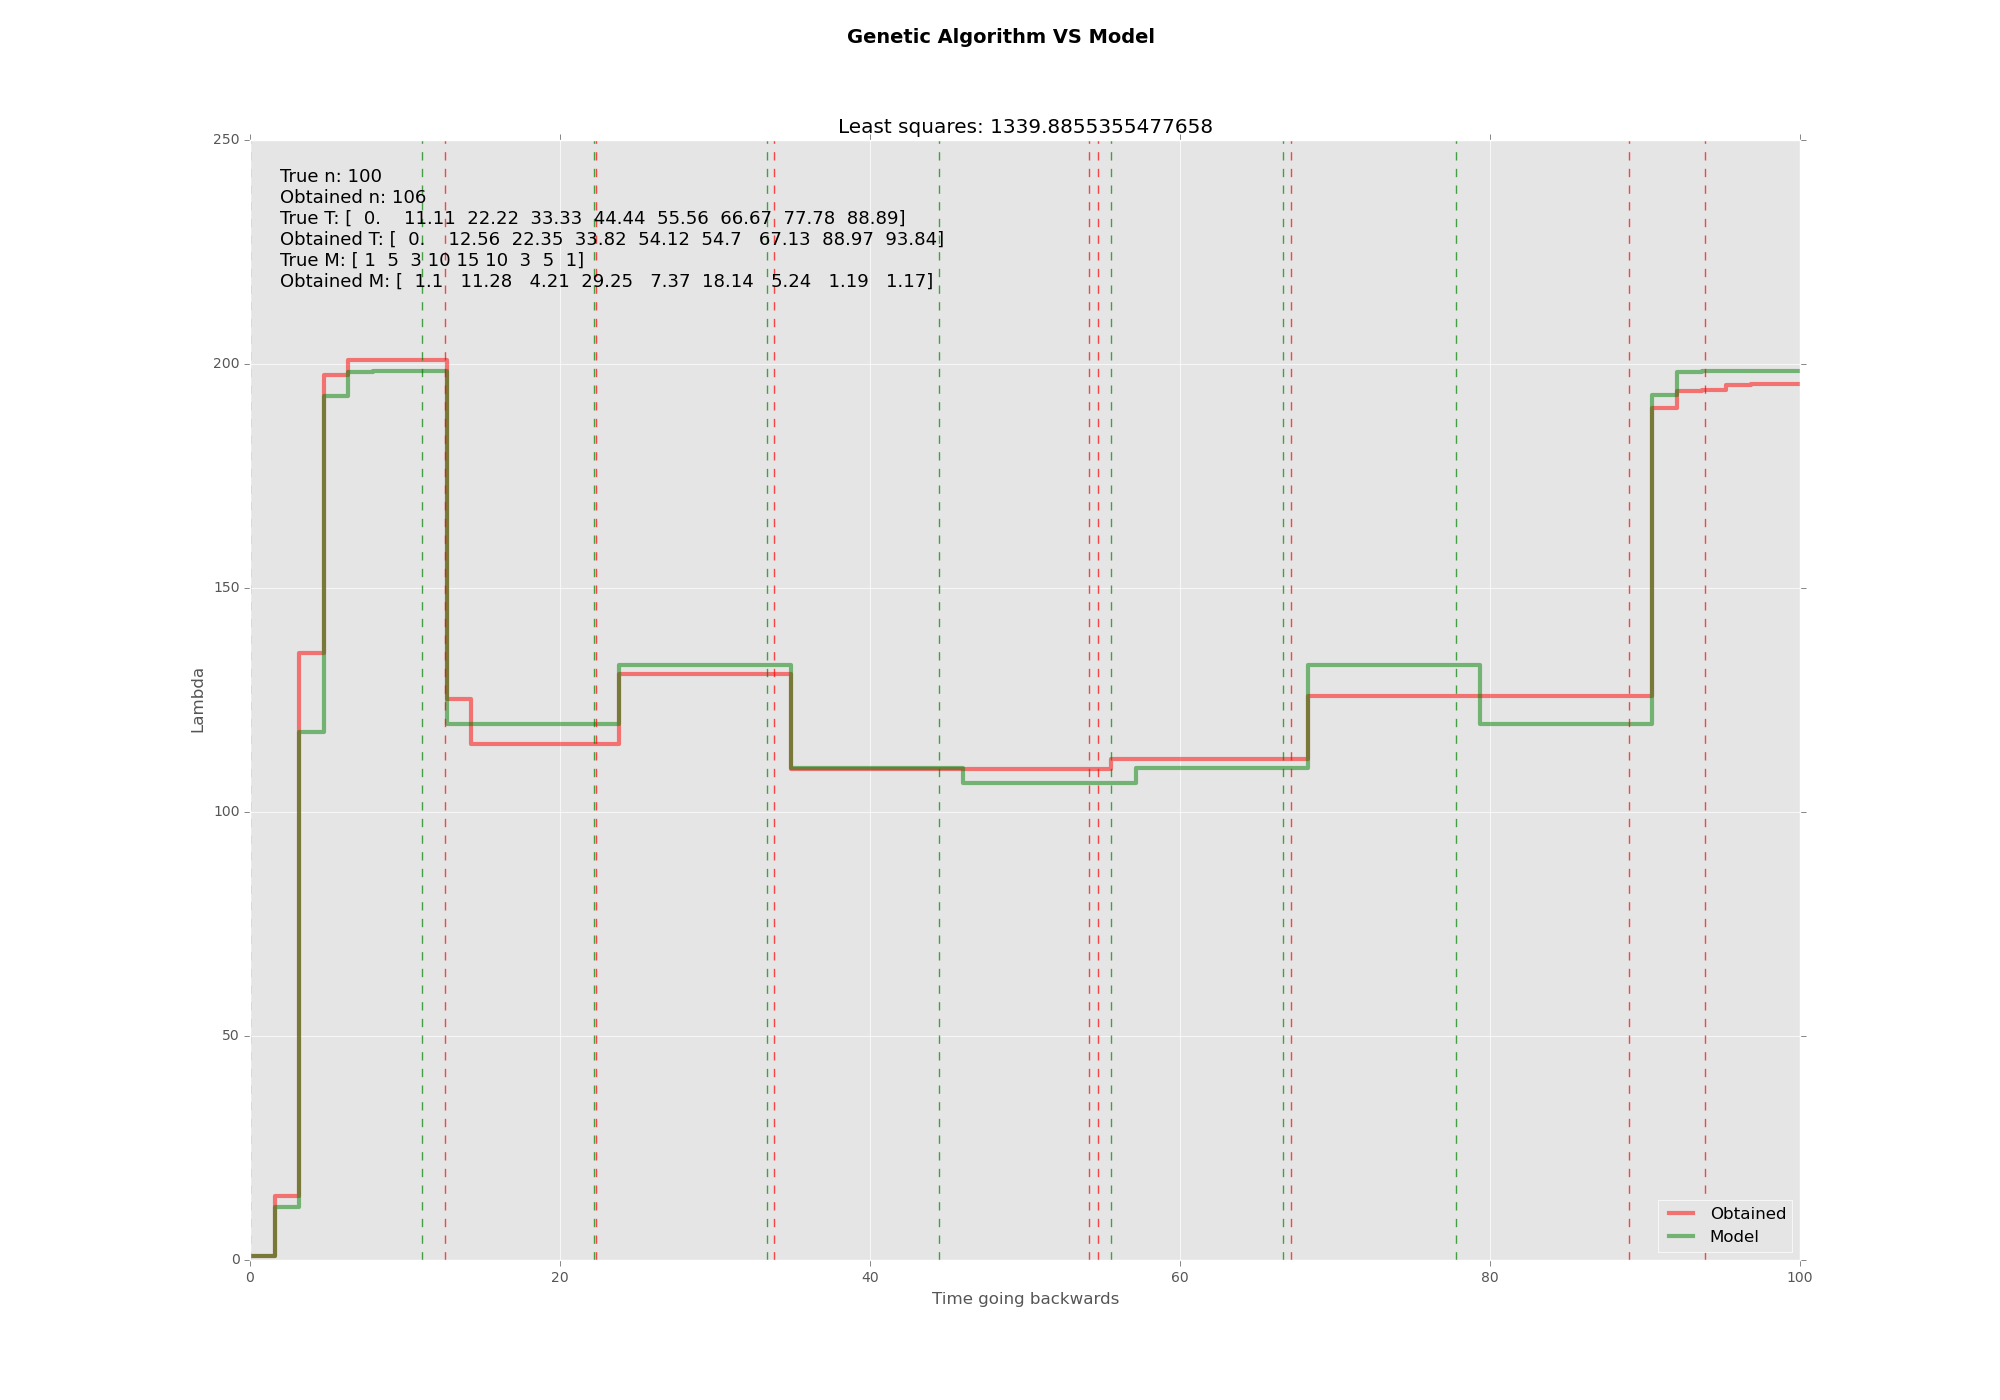 Genetic Algorithm VS Model
Least squares: 1339.8855355477658
250
200
150
100
50
0
True n: 100
Obtained n: 106
True T: [ 0. 11.11 22.22 33.33 44.44 55.56 66.67 77.78 88.89]
Obtained T: [ 0. 12.56 22.35 33.82 54.12 54.7 67.13 88.97 93.84]
True M: [ 1 5 3 10 15 10 3 5 1]
Obtained M: [ 1.1 11.28 4.21 29.25 7.37 18.14 5.24 1.19 1.17]
Lambda
Obtained
Model
0 20 40 60 80 100
Time going backwards